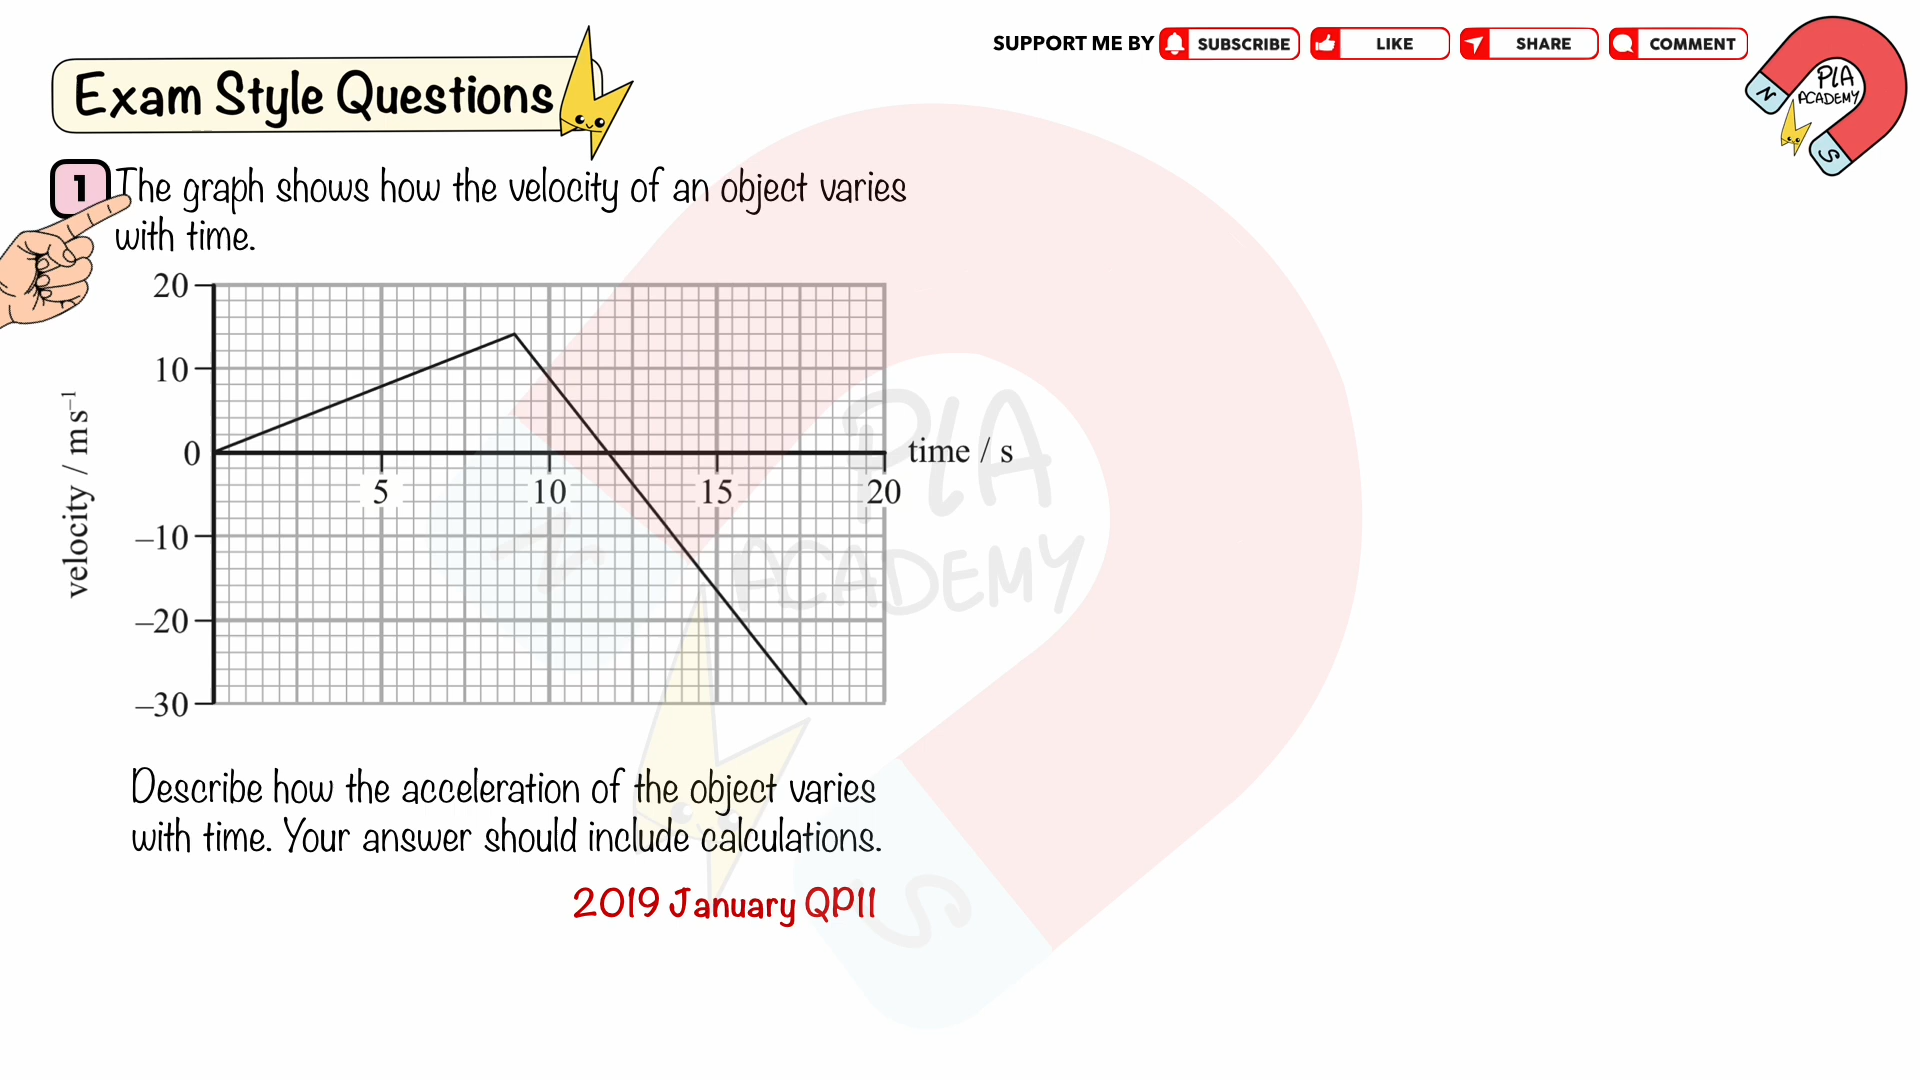 SUPPORT ME BY SUBSCRIBE LIKE SHARE COMMENT
PLA
ACADEMY
N
S
Exam Style Questions
1 The graph shows how the velocity of an object varies
with time.
20
10
0
–10
–20
–30
velocity / m s⁻¹
5 10 15 20
time / s
PLA
ACADEMY
N
S
Describe how the acceleration of the object varies
with time. Your answer should include calculations.
2019 January QP11